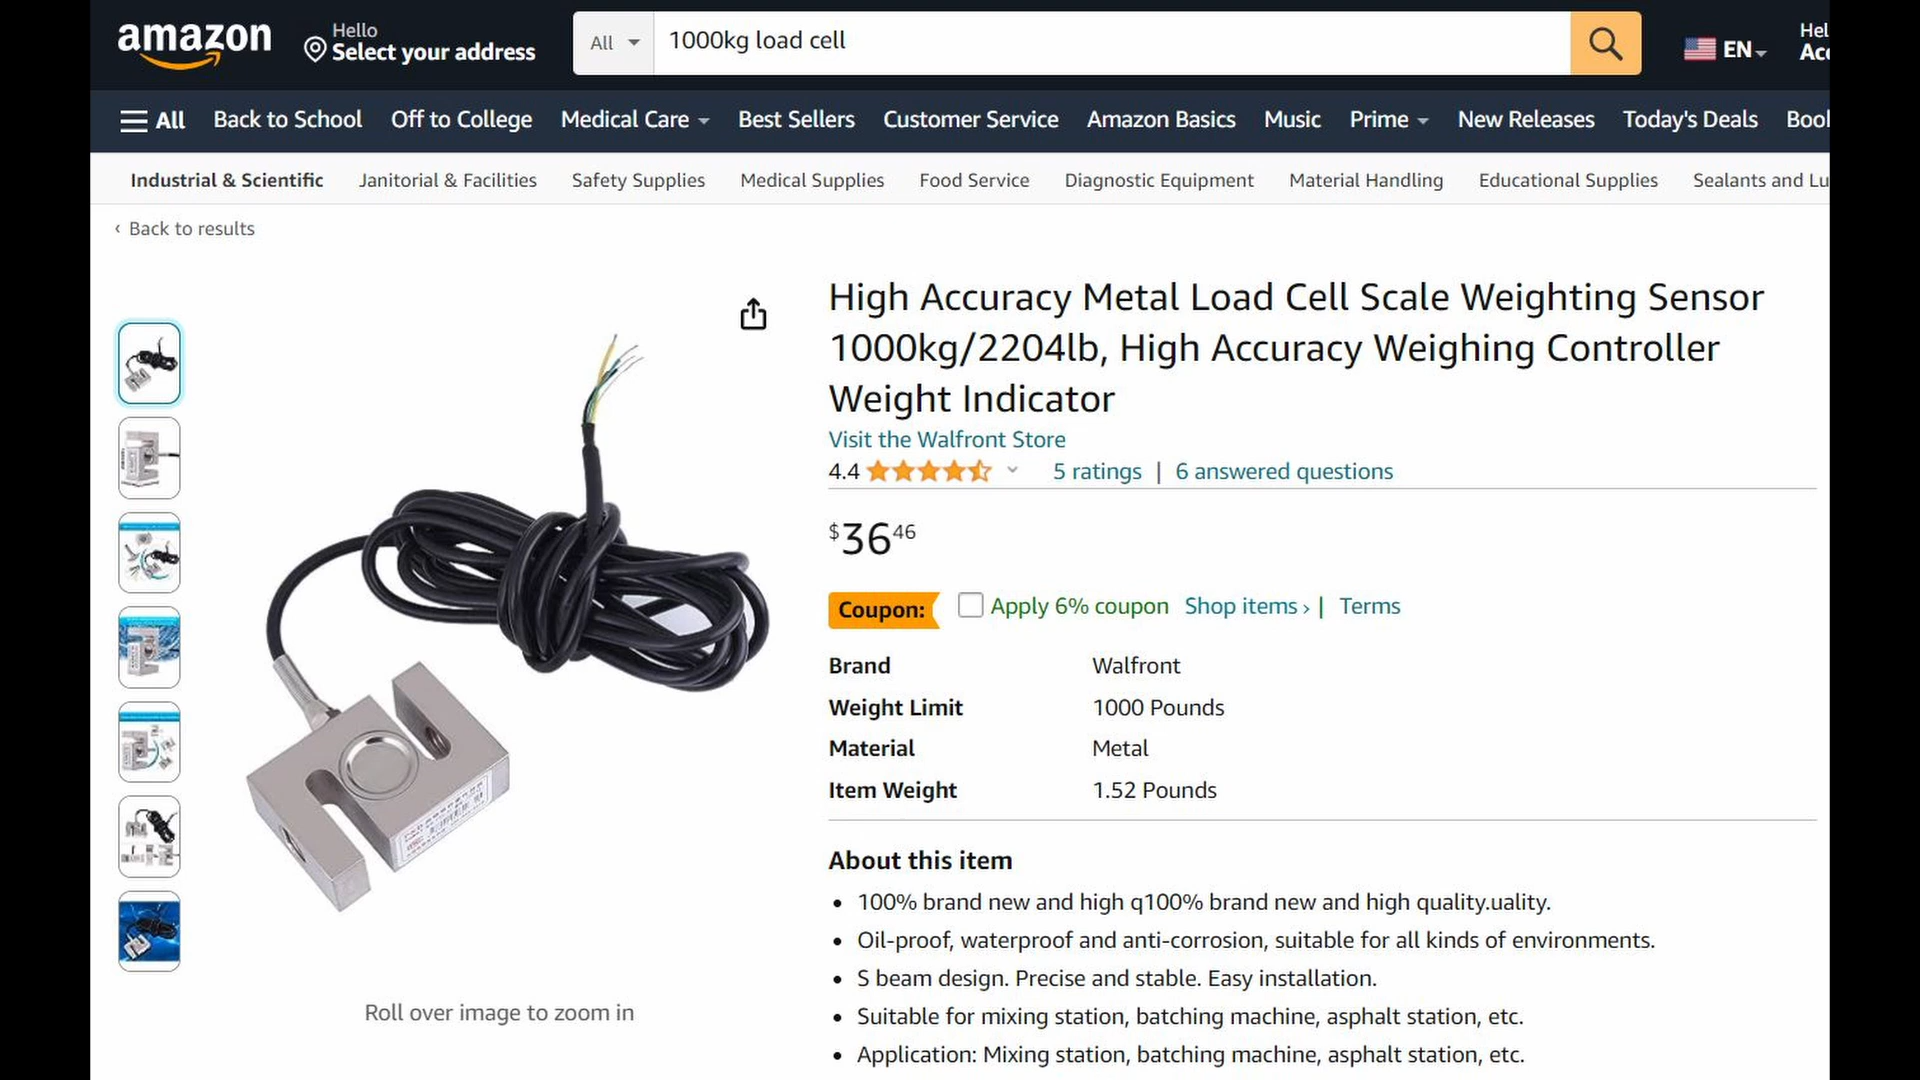 amazon
Hello
Select your address
All
1000kg load cell
EN
Hel
Acc
All
Back to School
Off to College
Medical Care
Best Sellers
Customer Service
Amazon Basics
Music
Prime
New Releases
Today's Deals
Bool
Industrial & Scientific
Janitorial & Facilities
Safety Supplies
Medical Supplies
Food Service
Diagnostic Equipment
Material Handling
Educational Supplies
Sealants and Lu
‹ Back to results
High Accuracy Metal Load Cell Scale Weighting Sensor
1000kg/2204lb, High Accuracy Weighing Controller
Weight Indicator
Visit the Walfront Store
4.4 5 ratings | 6 answered questions
$36 46
Coupon: Apply 6% coupon Shop items › | Terms
Brand Walfront
Weight Limit 1000 Pounds
Material Metal
Item Weight 1.52 Pounds
About this item
• 100% brand new and high q100% brand new and high quality.uality.
• Oil-proof, waterproof and anti-corrosion, suitable for all kinds of environments.
• S beam design. Precise and stable. Easy installation.
• Suitable for mixing station, batching machine, asphalt station, etc.
• Application: Mixing station, batching machine, asphalt station, etc.
Roll over image to zoom in